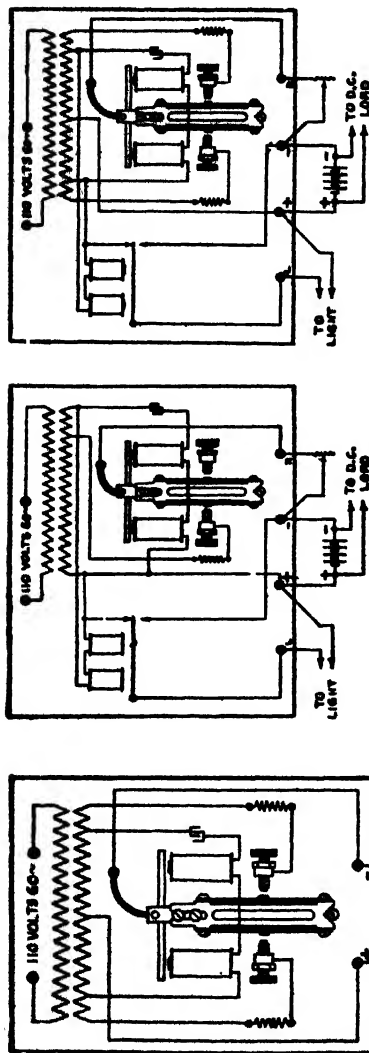 110 VOLTS 60~
L
+
-
+ -
TO
LIGHT
TO D.C.
LOAD
110 VOLTS 60~
L
+
-
+ -
TO
LIGHT
TO D.C.
LOAD
110 VOLTS 60~
+